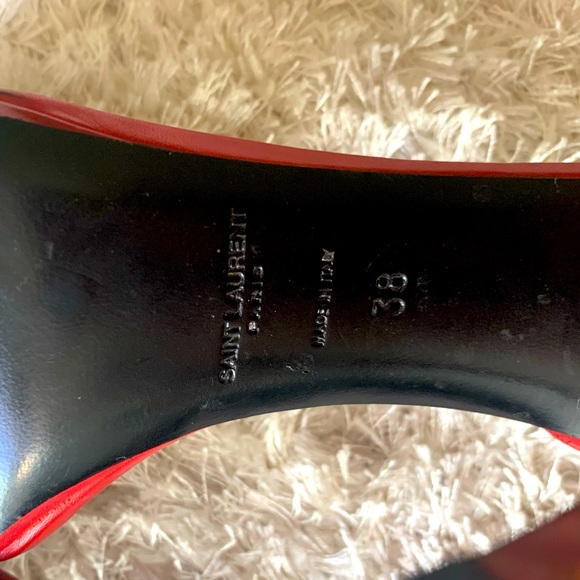 SAINT LAURENT
PARIS
MADE IN ITALY
38